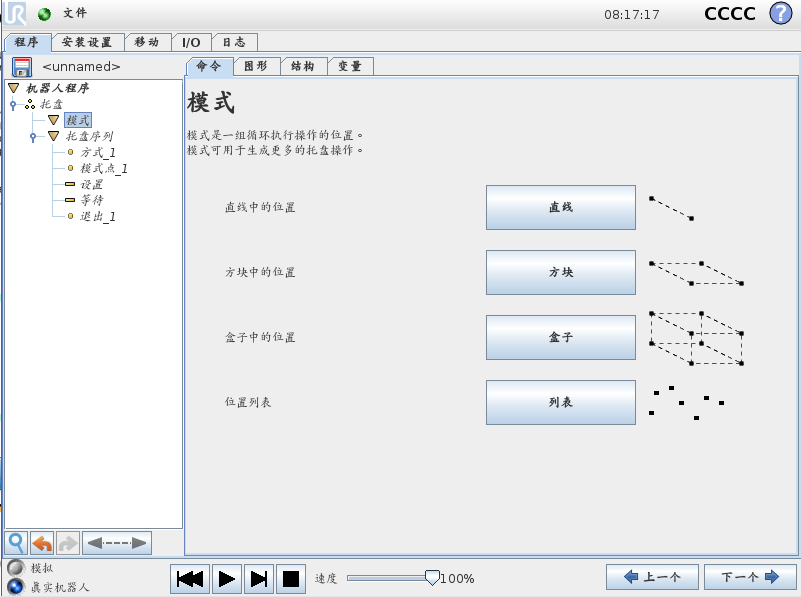 UR
文件
08:17:17
CCCC
?
程序 安装设置 移动 I/O 日志
<unnamed>
命令 图形 结构 变量
机器人程序
托盘
模式
托盘序列
方式_1
模式点_1
设置
等待
退出_1
模式
模式是一组循环执行操作的位置。
模式可用于生成更多的托盘操作。
直线中的位置
直线
方块中的位置
方块
盒子中的位置
盒子
位置列表
列表
模拟
真实机器人
速度
100%
上一个
下一个